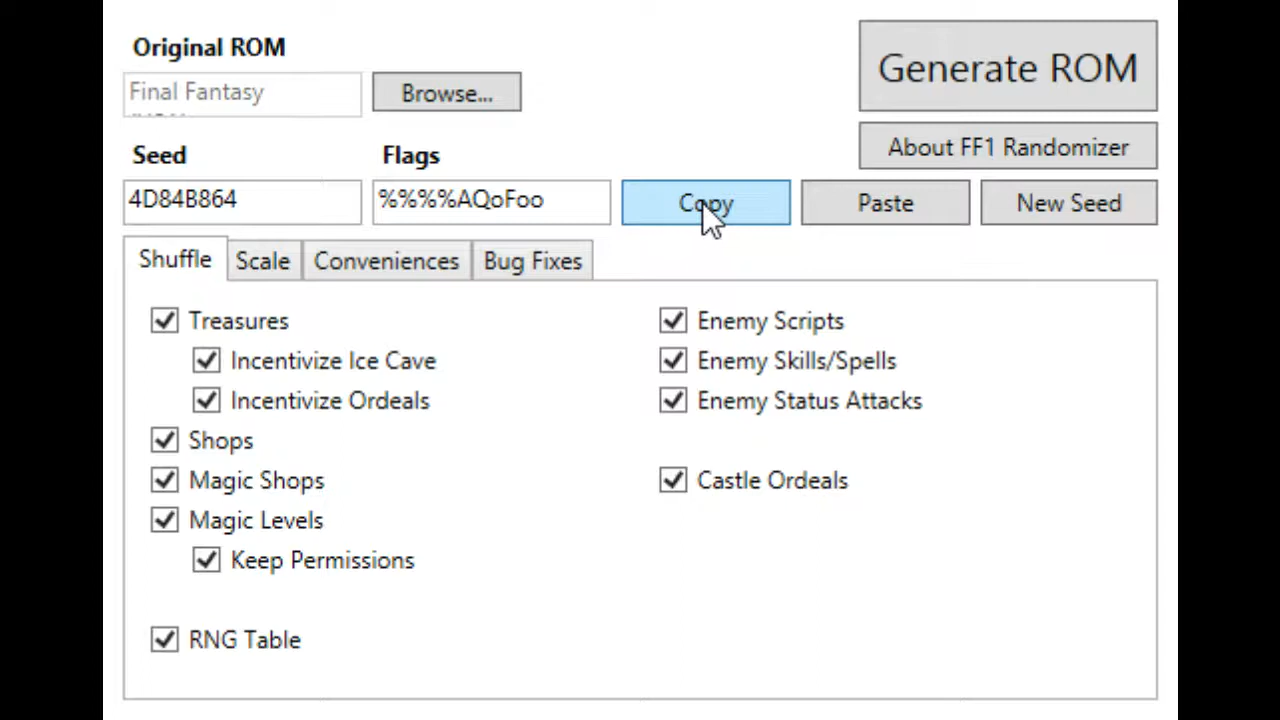 Original ROM
Generate ROM
Final Fantasy
Browse...
About FF1 Randomizer
Seed
Flags
4D84B864
%%%%AQoFoo
Copy
Paste
New Seed
Shuffle
Scale
Conveniences
Bug Fixes
Treasures
Enemy Scripts
Incentivize Ice Cave
Enemy Skills/Spells
Incentivize Ordeals
Enemy Status Attacks
Shops
Magic Shops
Castle Ordeals
Magic Levels
Keep Permissions
RNG Table